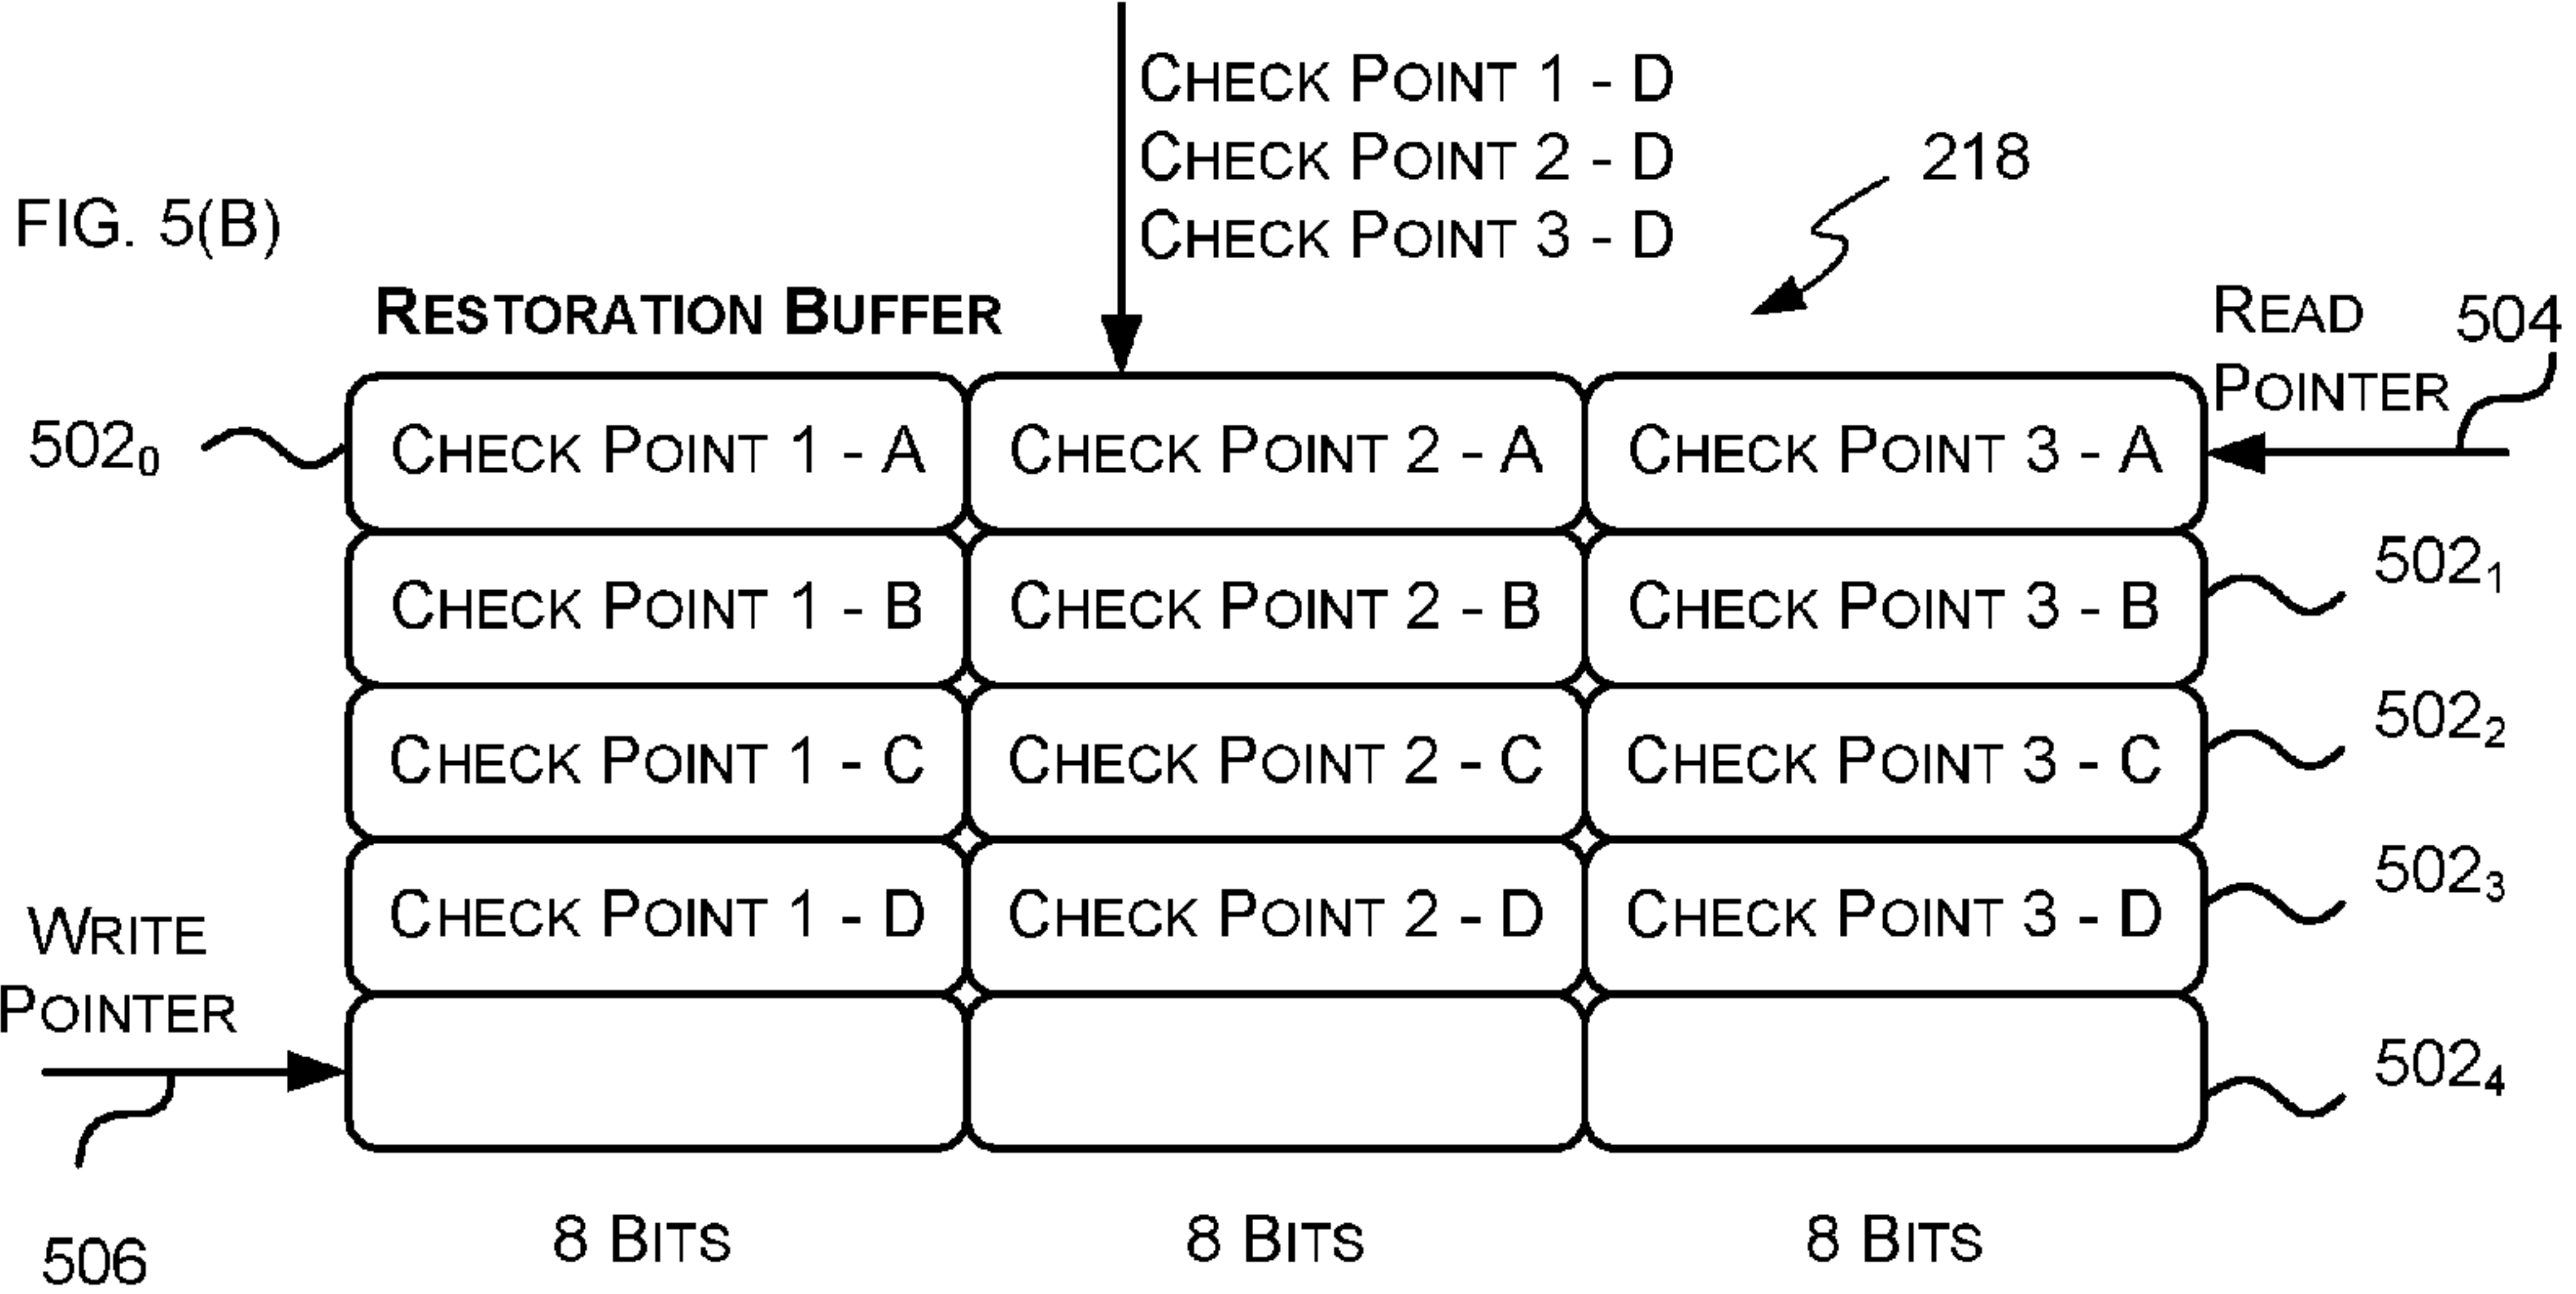 CHECK POINT 1 - D
CHECK POINT 2 - D
CHECK POINT 3 - D
218
FIG. 5(B)
RESTORATION BUFFER
READ
POINTER
504
502₀
CHECK POINT 1 - A
CHECK POINT 2 - A
CHECK POINT 3 - A
CHECK POINT 1 - B
CHECK POINT 2 - B
CHECK POINT 3 - B
502₁
CHECK POINT 1 - C
CHECK POINT 2 - C
CHECK POINT 3 - C
502₂
CHECK POINT 1 - D
CHECK POINT 2 - D
CHECK POINT 3 - D
502₃
WRITE
POINTER
502₄
506
8 BITS
8 BITS
8 BITS